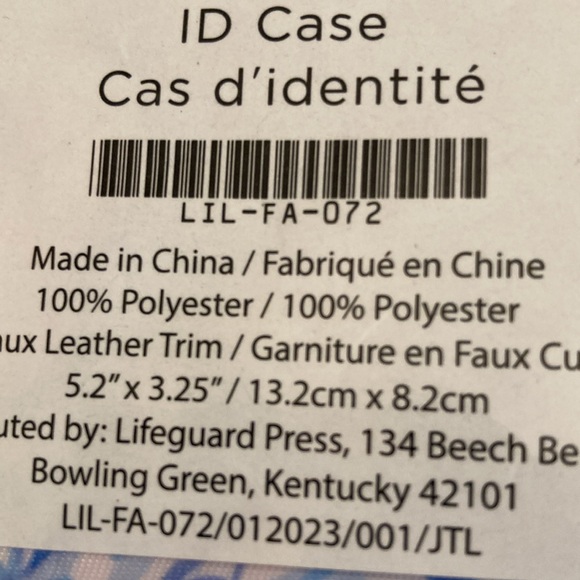 ID Case
Cas d'identité
LIL-FA-072
Made in China / Fabriqué en Chine
100% Polyester / 100% Polyester
Leather Trim / Garniture en Faux
5.2" x 3.25" / 13.2cm x 8.2cm
by: Lifeguard Press, 134 Beech
Bowling Green, Kentucky 42101
LIL-FA-072/012023/001/JTL